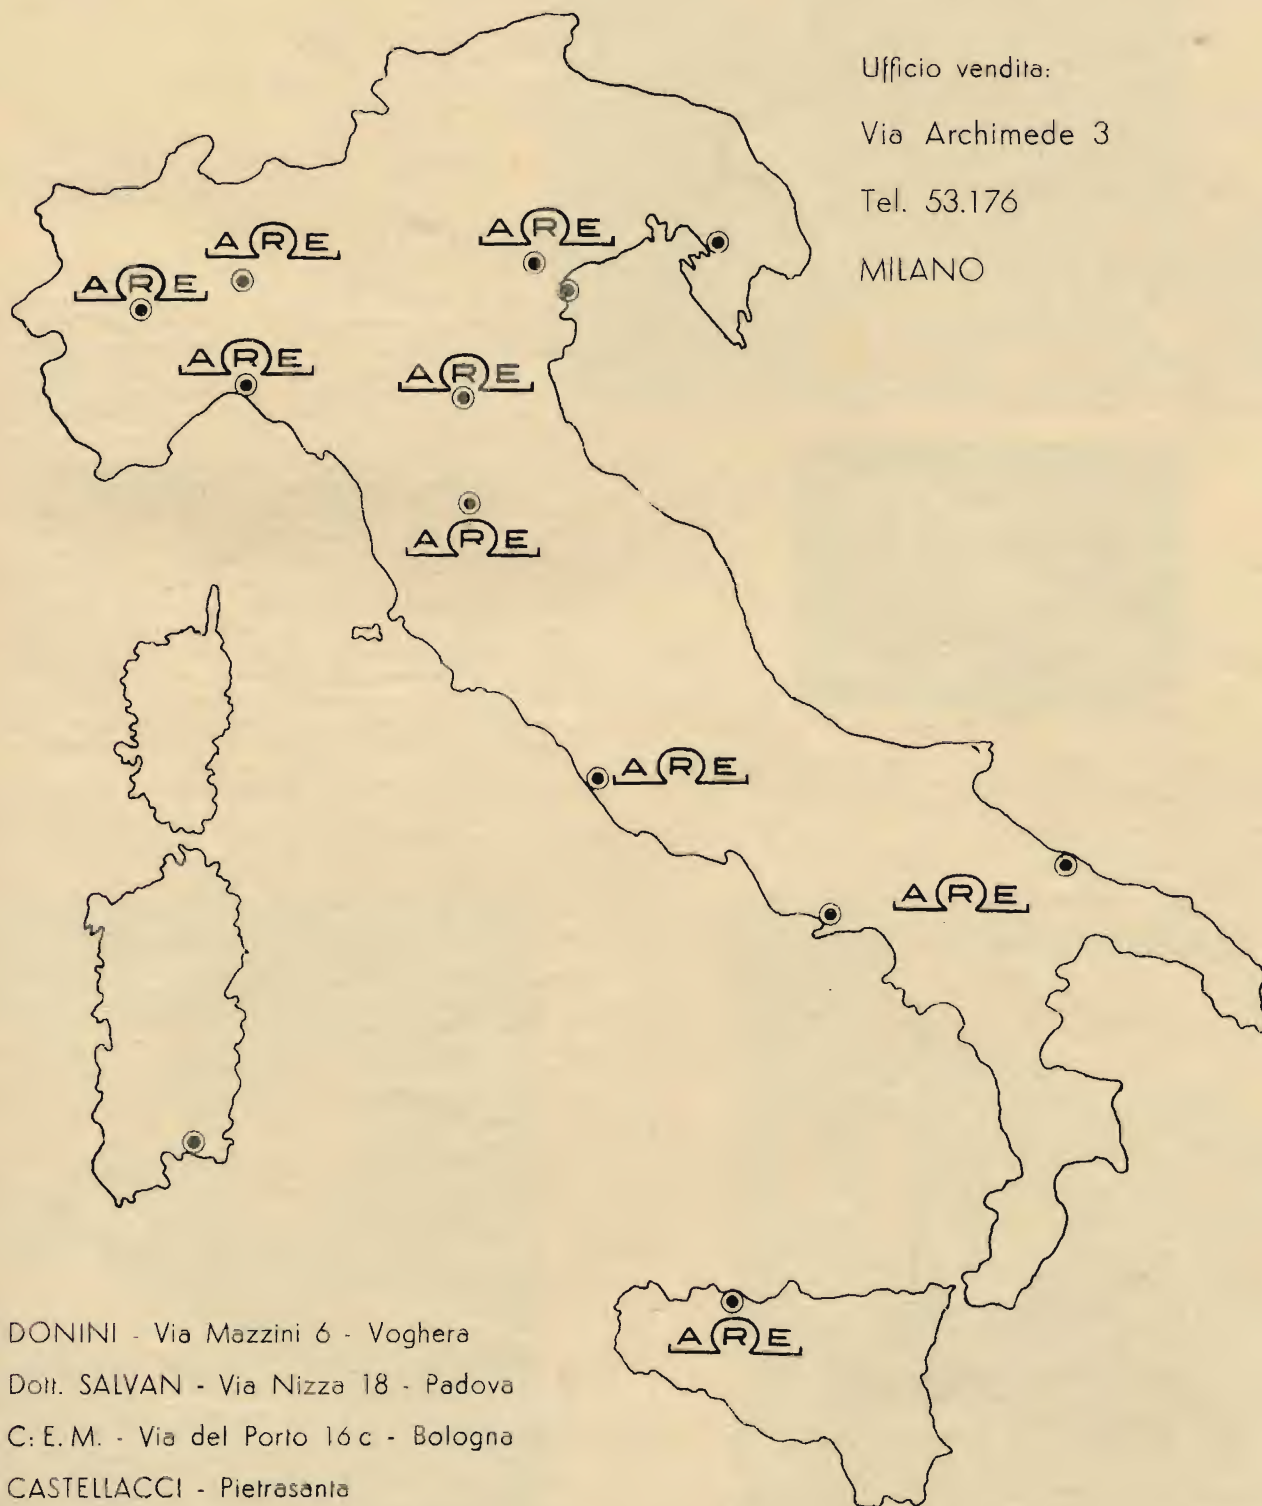 Ufficio vendita:
Via Archimede 3
Tel. 53.176
MILANO
ARE
ARE
ARE
ARE
ARE
ARE
ARE
ARE
ARE
DONINI - Via Mazzini 6 - Voghera
Dott. SALVAN - Via Nizza 18 - Padova
C: E. M. - Via del Porto 16 c - Bologna
CASTELLACCI - Pietrasanta